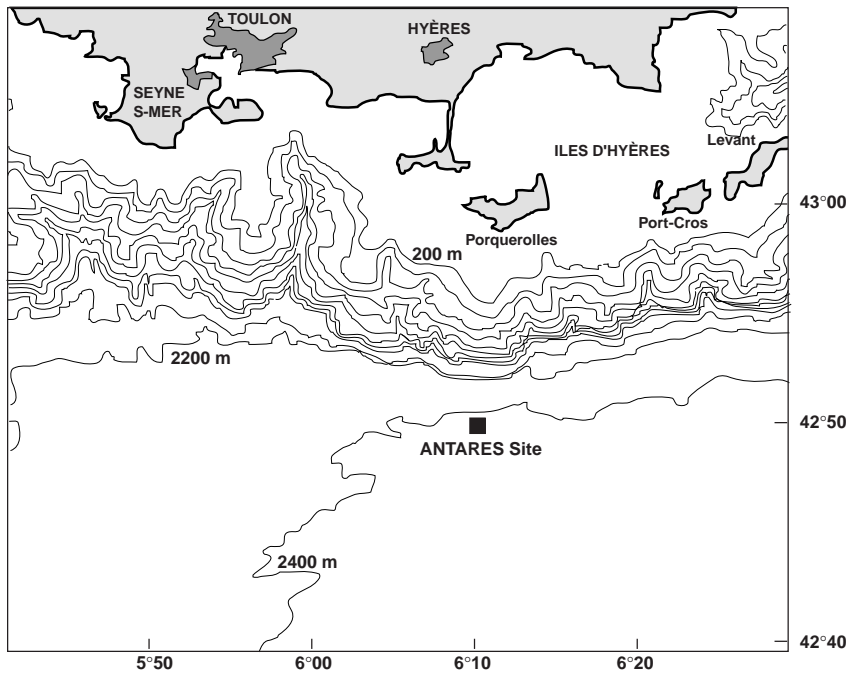 TOULON
HYÈRES
SEYNE
S-MER
Levant
ILES D'HYÈRES
43°00
Port-Cros
Porquerolles
200 m
2200 m
42°50
ANTARES Site
2400 m
42°40
5°50
6°00
6°10
6°20